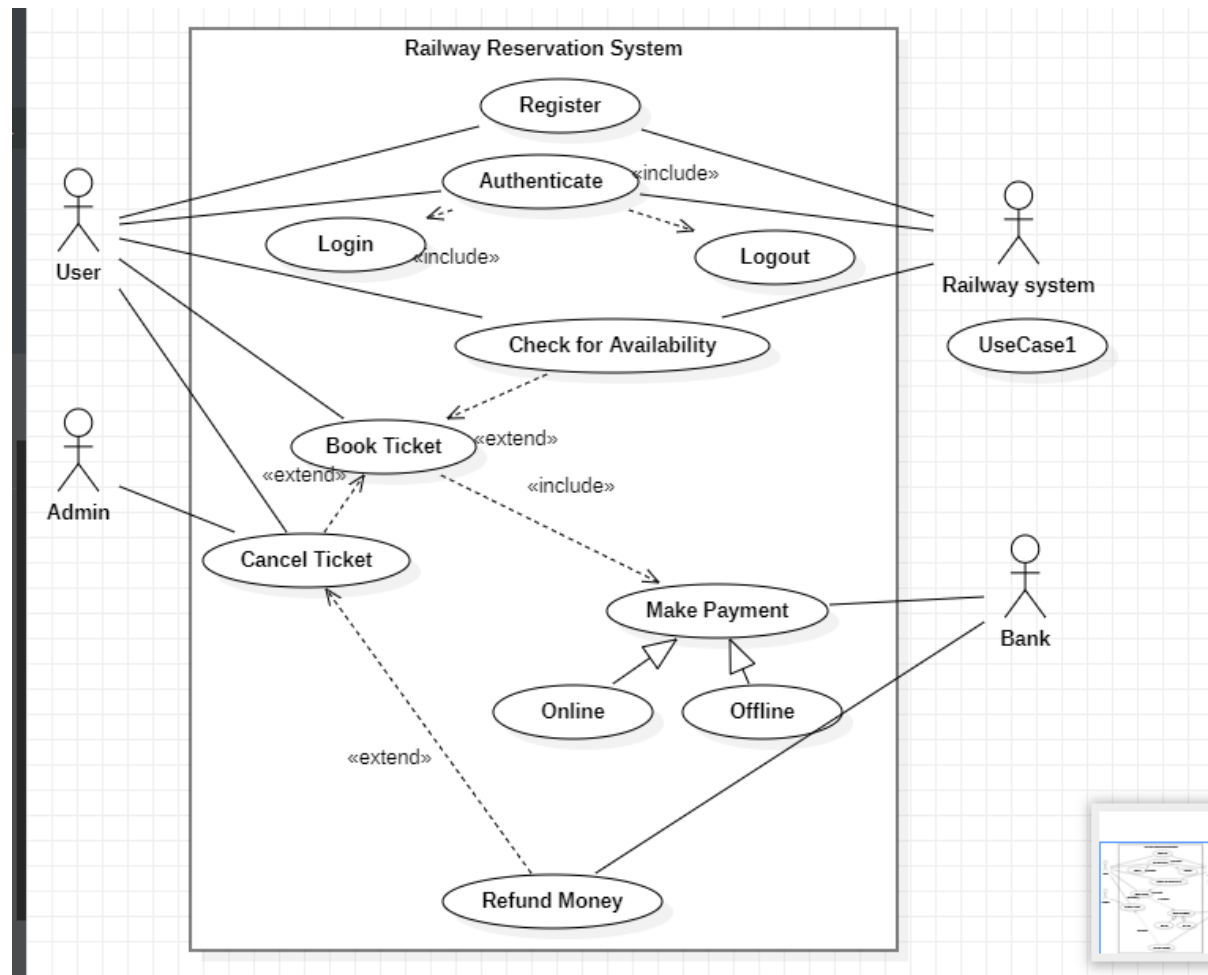 Railway Reservation System
Register
Authenticate
«include»
User
Login
«include»
Logout
Railway system
Check for Availability
UseCase1
Book Ticket
«extend»
«extend»
«include»
Admin
Cancel Ticket
Make Payment
Bank
Online
Offline
«extend»
Refund Money